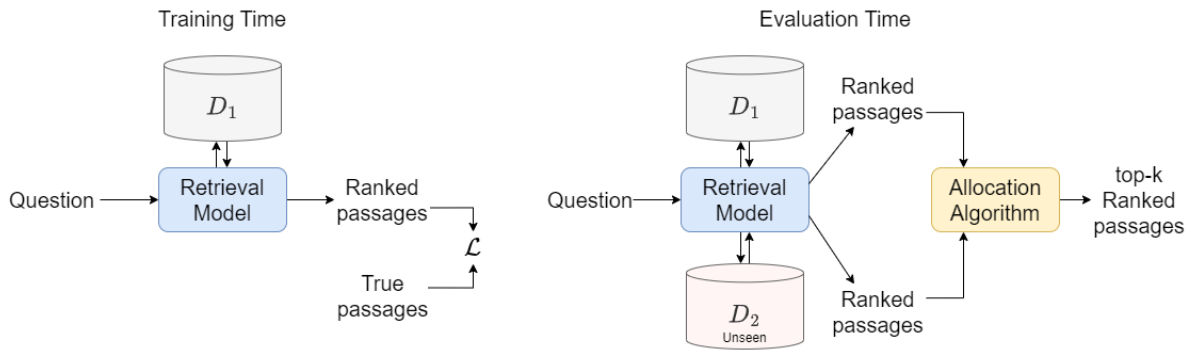 Training Time
D₁
Question
Retrieval
Model
Ranked
passages
ℒ
True
passages
Evaluation Time
D₁
Question
Retrieval
Model
D₂
Unseen
Ranked
passages
Ranked
passages
Allocation
Algorithm
top-k
Ranked
passages